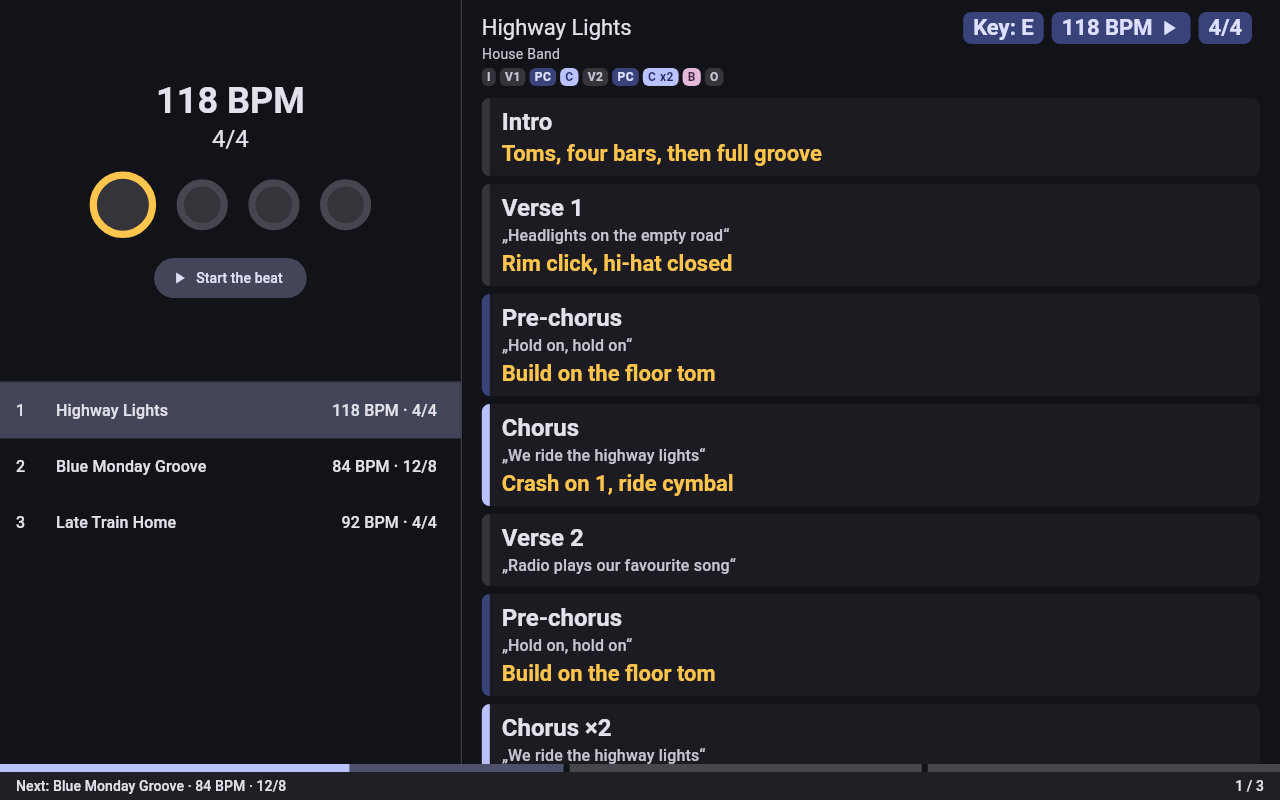 118 BPM
4/4
Start the beat
1 Highway Lights 118 BPM · 4/4
2 Blue Monday Groove 84 BPM · 12/8
3 Late Train Home 92 BPM · 4/4
Highway Lights
House Band
Key: E 118 BPM 4/4
I V1 PC C V2 PC C x2 B O
Intro
Toms, four bars, then full groove
Verse 1
„Headlights on the empty road“
Rim click, hi-hat closed
Pre-chorus
„Hold on, hold on“
Build on the floor tom
Chorus
„We ride the highway lights“
Crash on 1, ride cymbal
Verse 2
„Radio plays our favourite song“
Pre-chorus
„Hold on, hold on“
Build on the floor tom
Chorus ×2
„We ride the highway lights“
Next: Blue Monday Groove · 84 BPM · 12/8
1 / 3